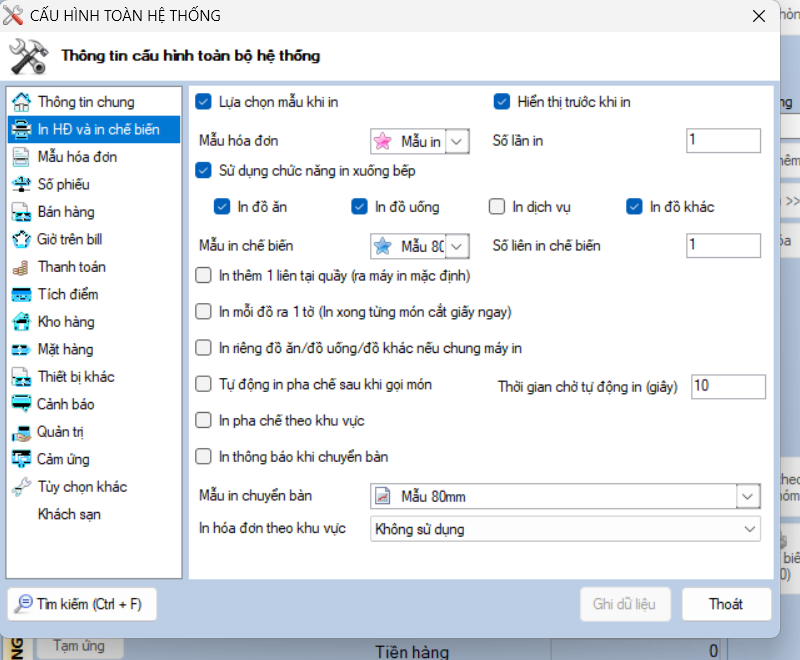 CẤU HÌNH TOÀN HỆ THỐNG
Thông tin cấu hình toàn bộ hệ thống
Thông tin chung
In HĐ và in chế biến
Mẫu hóa đơn
Số phiếu
Bán hàng
Giờ trên bill
Thanh toán
Tích điểm
Kho hàng
Mặt hàng
Thiết bị khác
Cảnh báo
Quản trị
Cảm ứng
Tùy chọn khác
Khách sạn
Lựa chọn mẫu khi in
Hiển thị trước khi in
Mẫu hóa đơn
Mẫu in
Số lần in
1
Sử dụng chức năng in xuống bếp
In đồ ăn
In đồ uống
In dịch vụ
In đồ khác
Mẫu in chế biến
Mẫu 80
Số liên in chế biến
1
In thêm 1 liên tại quầy (ra máy in mặc định)
In mỗi đồ ra 1 tờ (In xong từng món cắt giấy ngay)
In riêng đồ ăn/đồ uống/đồ khác nếu chung máy in
Tự động in pha chế sau khi gọi món
Thời gian chờ tự động in (giây)
10
In pha chế theo khu vực
In thông báo khi chuyển bàn
Mẫu in chuyển bàn
Mẫu 80mm
In hóa đơn theo khu vực
Không sử dụng
Tìm kiếm (Ctrl + F)
Ghi dữ liệu
Thoát
Tạm ứng
Tiền hàng
0